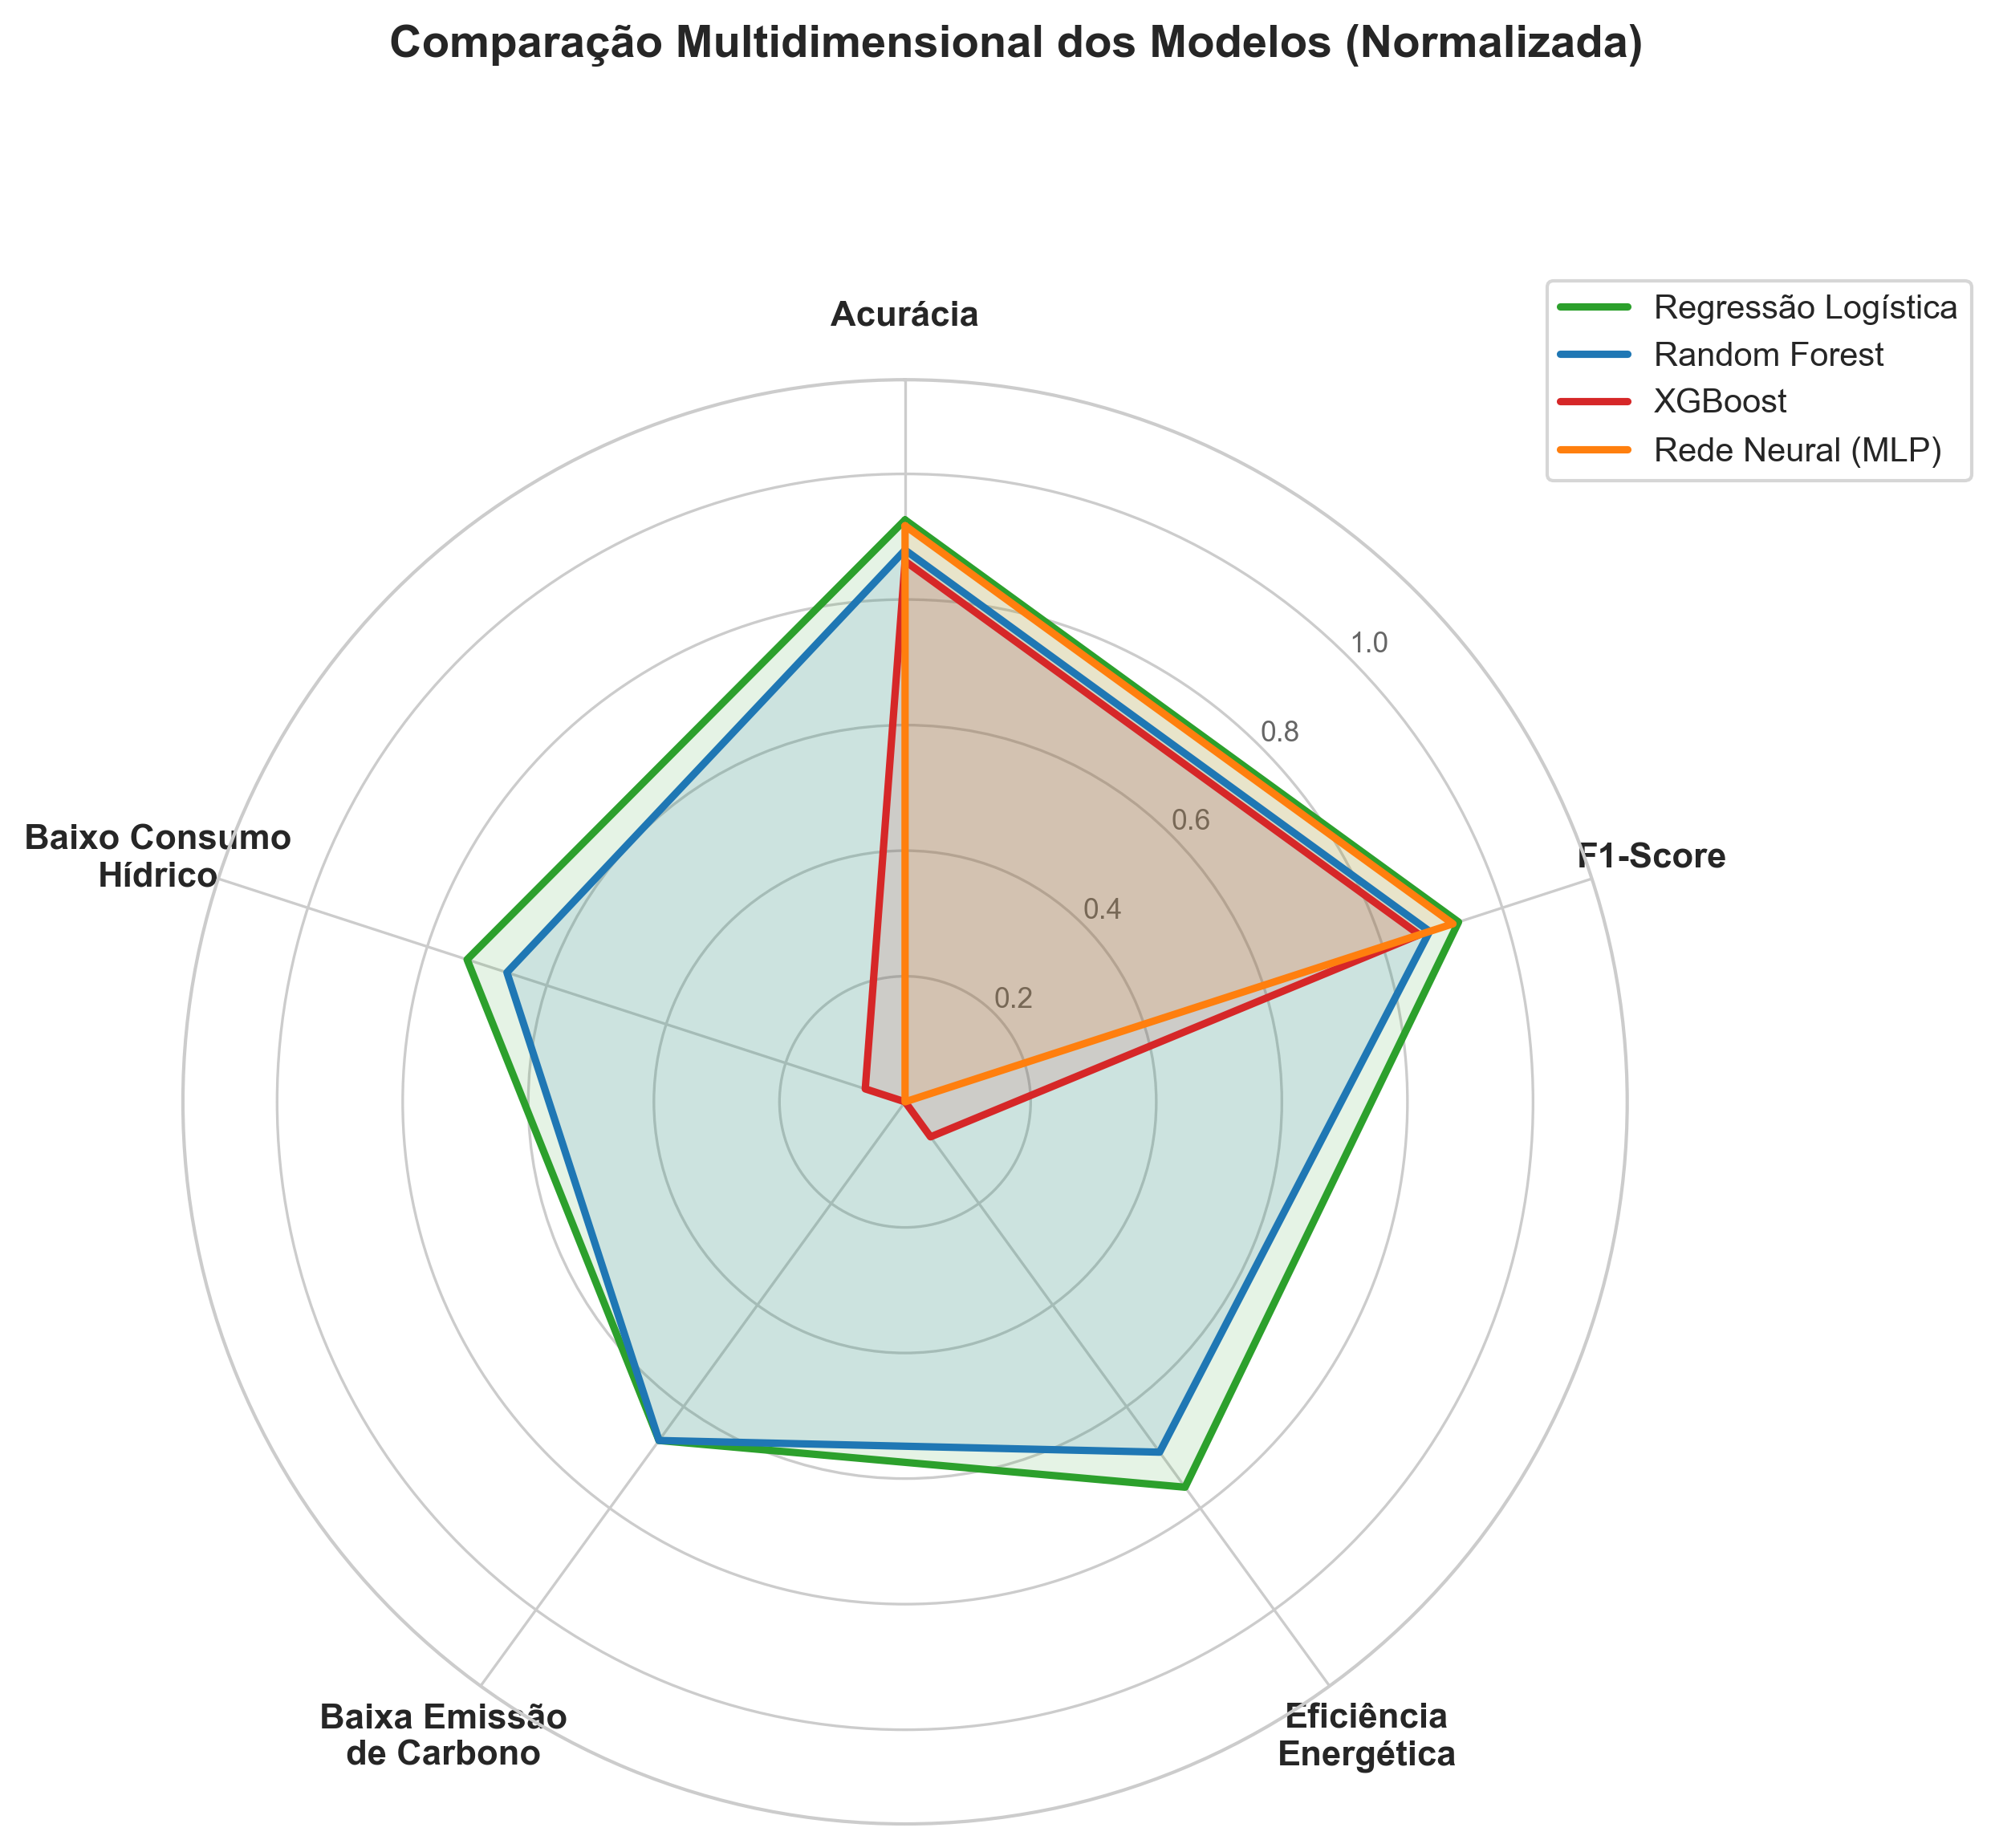 Comparação Multidimensional dos Modelos (Normalizada)
Regressão Logística
Random Forest
XGBoost
Rede Neural (MLP)
Acurácia
1.0
0.8
0.6
0.4
0.2
F1-Score
Baixo Consumo
Hídrico
Baixa Emissão
de Carbono
Eficiência
Energética